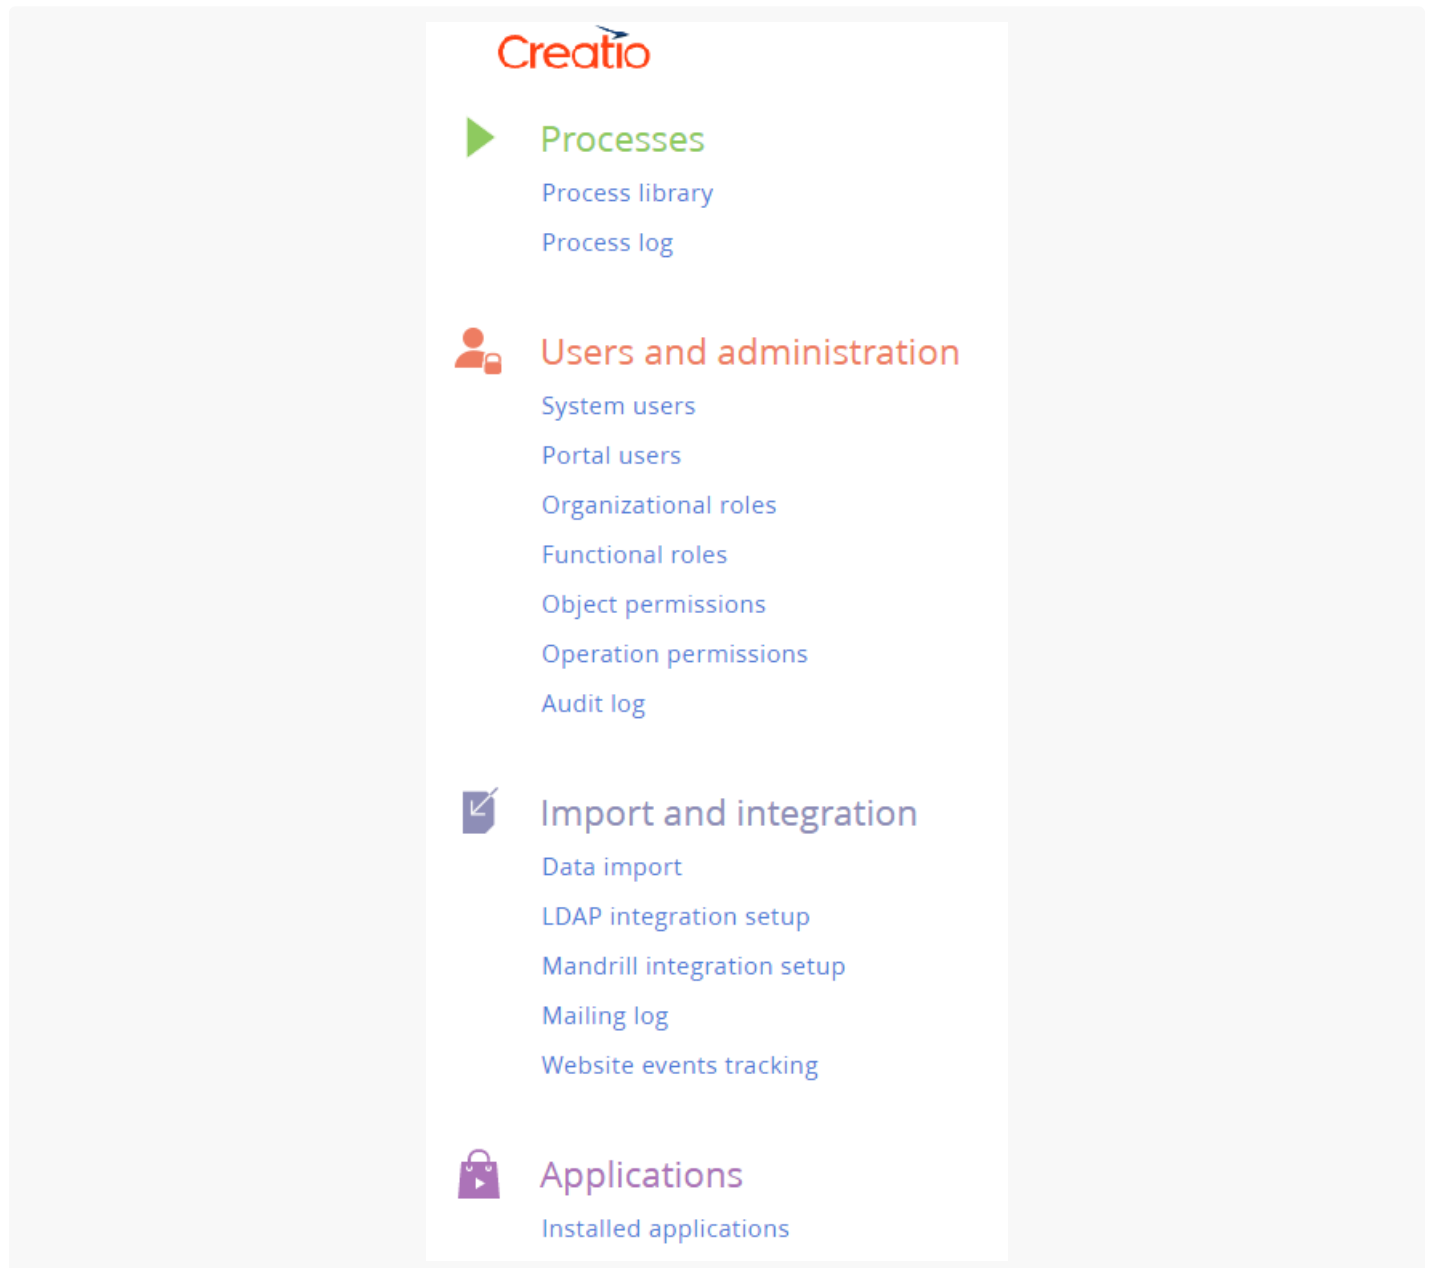 Creatio
Processes
Process library
Process log
Users and administration
System users
Portal users
Organizational roles
Functional roles
Object permissions
Operation permissions
Audit log
Import and integration
Data import
LDAP integration setup
Mandrill integration setup
Mailing log
Website events tracking
Applications
Installed applications